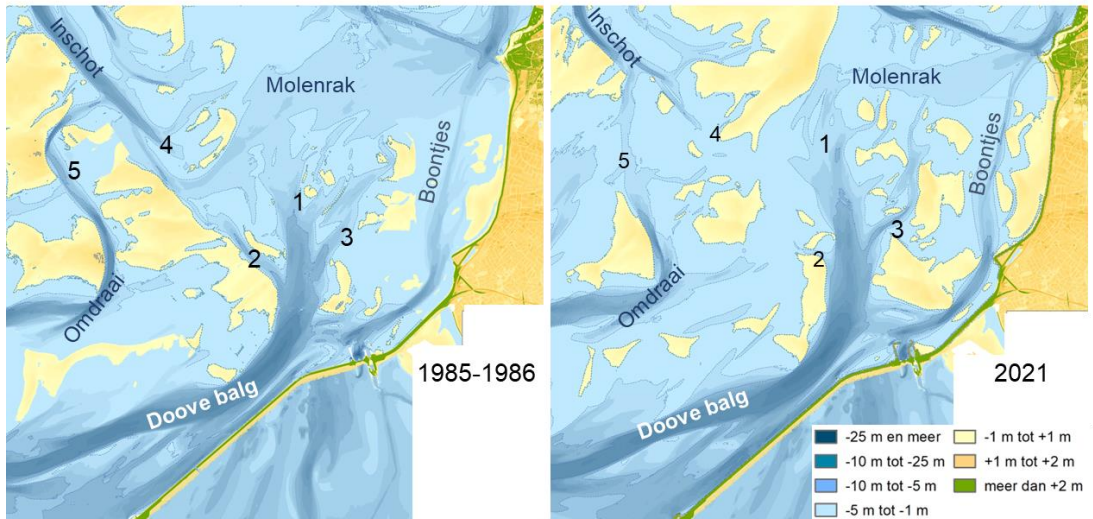 Inschot
Molenrak
Boontjes
4
5
1
3
2
Omdraai
1985-1986
Doove balg
Inschot
Molenrak
4
1
5
Boontjes
3
2
Omdraai
2021
Doove balg
-25 m en meer
-10 m tot -25 m
-10 m tot -5 m
-5 m tot -1 m
-1 m tot +1 m
+1 m tot +2 m
meer dan +2 m